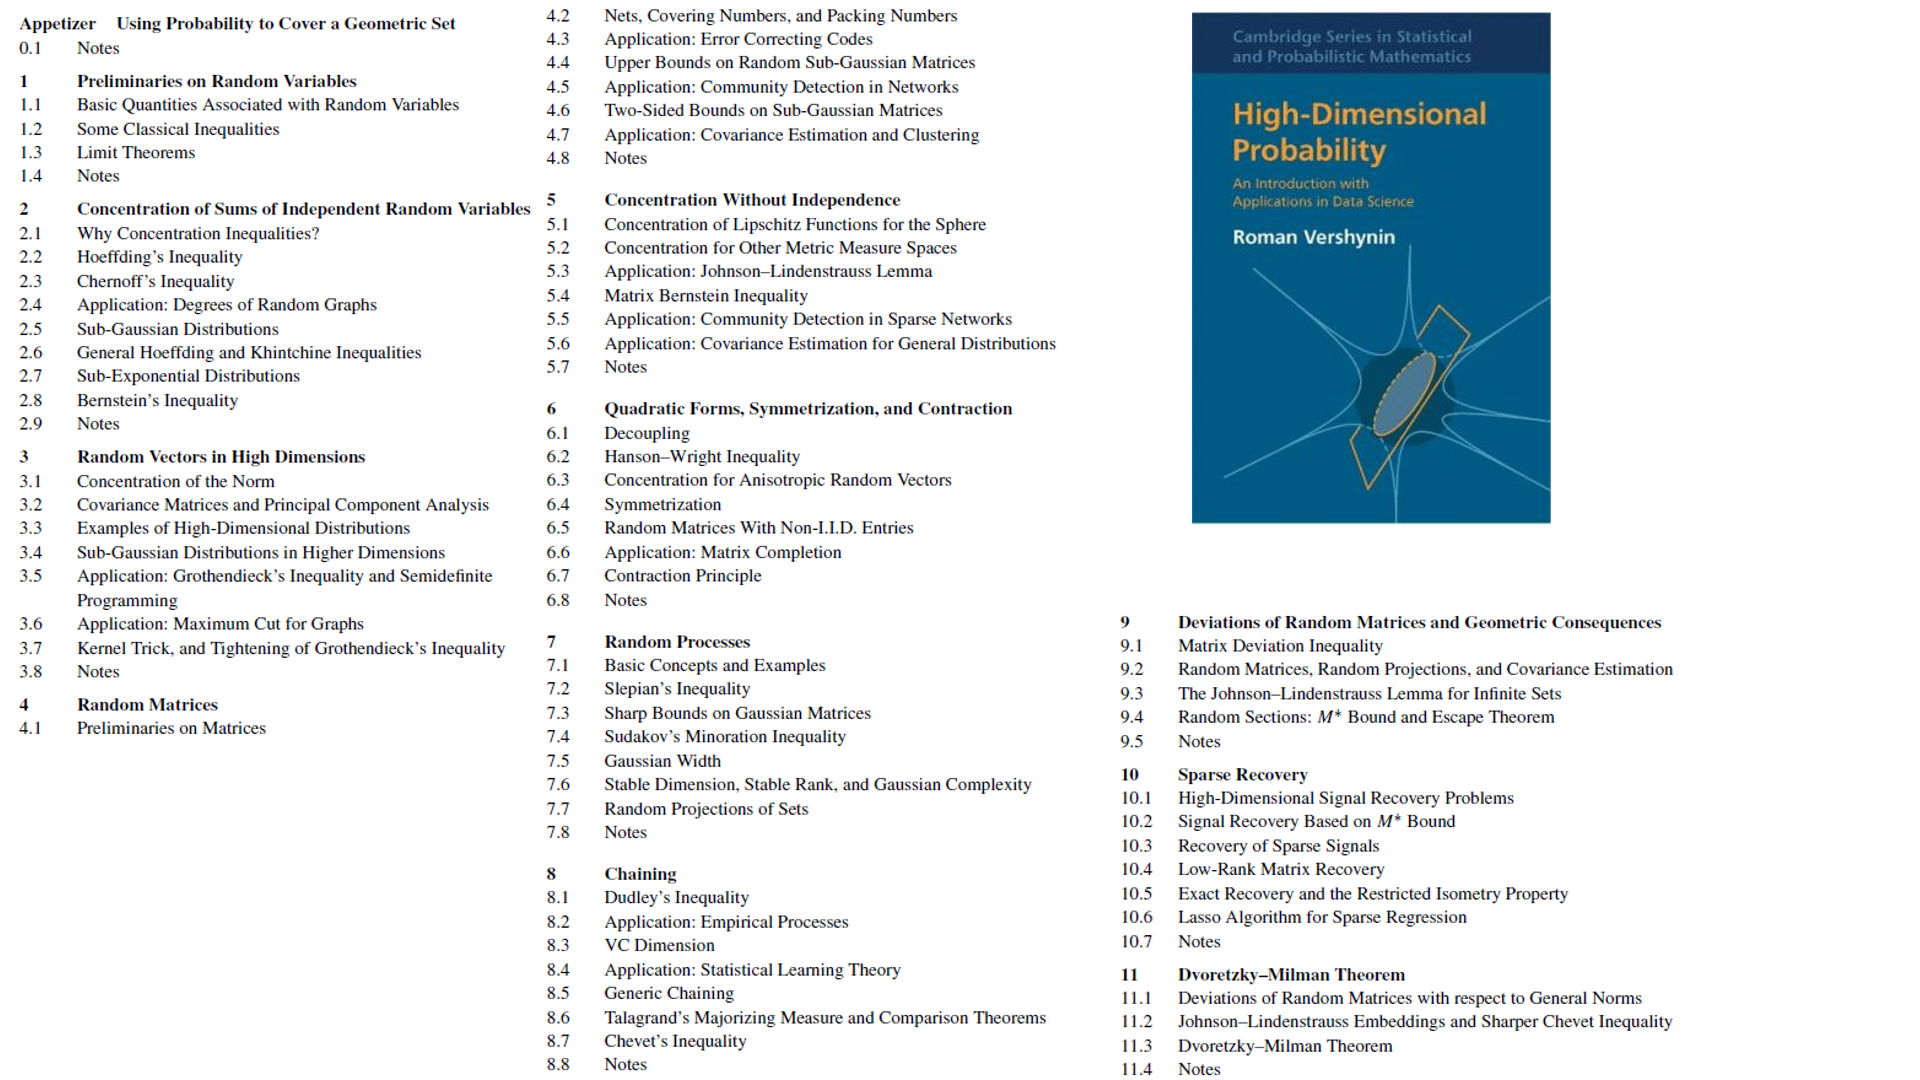 Appetizer Using Probability to Cover a Geometric Set
0.1 Notes
1 Preliminaries on Random Variables
1.1 Basic Quantities Associated with Random Variables
1.2 Some Classical Inequalities
1.3 Limit Theorems
1.4 Notes
2 Concentration of Sums of Independent Random Variables
2.1 Why Concentration Inequalities?
2.2 Hoeffding's Inequality
2.3 Chernoff's Inequality
2.4 Application: Degrees of Random Graphs
2.5 Sub-Gaussian Distributions
2.6 General Hoeffding and Khintchine Inequalities
2.7 Sub-Exponential Distributions
2.8 Bernstein's Inequality
2.9 Notes
3 Random Vectors in High Dimensions
3.1 Concentration of the Norm
3.2 Covariance Matrices and Principal Component Analysis
3.3 Examples of High-Dimensional Distributions
3.4 Sub-Gaussian Distributions in Higher Dimensions
3.5 Application: Grothendieck's Inequality and Semidefinite
Programming
3.6 Application: Maximum Cut for Graphs
3.7 Kernel Trick, and Tightening of Grothendieck's Inequality
3.8 Notes
4 Random Matrices
4.1 Preliminaries on Matrices
4.2 Nets, Covering Numbers, and Packing Numbers
4.3 Application: Error Correcting Codes
4.4 Upper Bounds on Random Sub-Gaussian Matrices
4.5 Application: Community Detection in Networks
4.6 Two-Sided Bounds on Sub-Gaussian Matrices
4.7 Application: Covariance Estimation and Clustering
4.8 Notes
5 Concentration Without Independence
5.1 Concentration of Lipschitz Functions for the Sphere
5.2 Concentration for Other Metric Measure Spaces
5.3 Application: Johnson–Lindenstrauss Lemma
5.4 Matrix Bernstein Inequality
5.5 Application: Community Detection in Sparse Networks
5.6 Application: Covariance Estimation for General Distributions
5.7 Notes
6 Quadratic Forms, Symmetrization, and Contraction
6.1 Decoupling
6.2 Hanson–Wright Inequality
6.3 Concentration for Anisotropic Random Vectors
6.4 Symmetrization
6.5 Random Matrices With Non-I.I.D. Entries
6.6 Application: Matrix Completion
6.7 Contraction Principle
6.8 Notes
7 Random Processes
7.1 Basic Concepts and Examples
7.2 Slepian's Inequality
7.3 Sharp Bounds on Gaussian Matrices
7.4 Sudakov's Minoration Inequality
7.5 Gaussian Width
7.6 Stable Dimension, Stable Rank, and Gaussian Complexity
7.7 Random Projections of Sets
7.8 Notes
8 Chaining
8.1 Dudley's Inequality
8.2 Application: Empirical Processes
8.3 VC Dimension
8.4 Application: Statistical Learning Theory
8.5 Generic Chaining
8.6 Talagrand's Majorizing Measure and Comparison Theorems
8.7 Chevet's Inequality
8.8 Notes
Cambridge Series in Statistical
and Probabilistic Mathematics
High-Dimensional
Probability
An Introduction with
Applications in Data Science
Roman Vershynin
9 Deviations of Random Matrices and Geometric Consequences
9.1 Matrix Deviation Inequality
9.2 Random Matrices, Random Projections, and Covariance Estimation
9.3 The Johnson–Lindenstrauss Lemma for Infinite Sets
9.4 Random Sections: M* Bound and Escape Theorem
9.5 Notes
10 Sparse Recovery
10.1 High-Dimensional Signal Recovery Problems
10.2 Signal Recovery Based on M* Bound
10.3 Recovery of Sparse Signals
10.4 Low-Rank Matrix Recovery
10.5 Exact Recovery and the Restricted Isometry Property
10.6 Lasso Algorithm for Sparse Regression
10.7 Notes
11 Dvoretzky–Milman Theorem
11.1 Deviations of Random Matrices with respect to General Norms
11.2 Johnson–Lindenstrauss Embeddings and Sharper Chevet Inequality
11.3 Dvoretzky–Milman Theorem
11.4 Notes